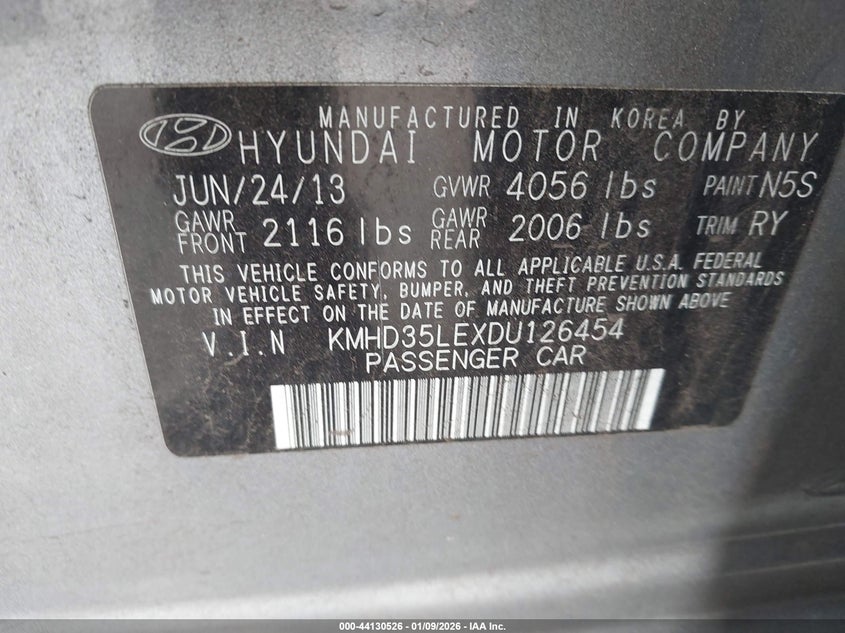 MANUFACTURED IN KOREA BY
HYUNDAI MOTOR COMPANY
JUN/24/13 GVWR 4056 lbs PAINT N5S
GAWR FRONT 2116 lbs GAWR REAR 2006 lbs TRIM RY
THIS VEHICLE CONFORMS TO ALL APPLICABLE U.S.A. FEDERAL
MOTOR VEHICLE SAFETY, BUMPER, AND THEFT PREVENTION STANDARDS
IN EFFECT ON THE DATE OF MANUFACTURE SHOWN ABOVE
V.I.N KMHD35LEXDU126454
PASSENGER CAR
000-44130526 - 01/09/2026 - IAA Inc.